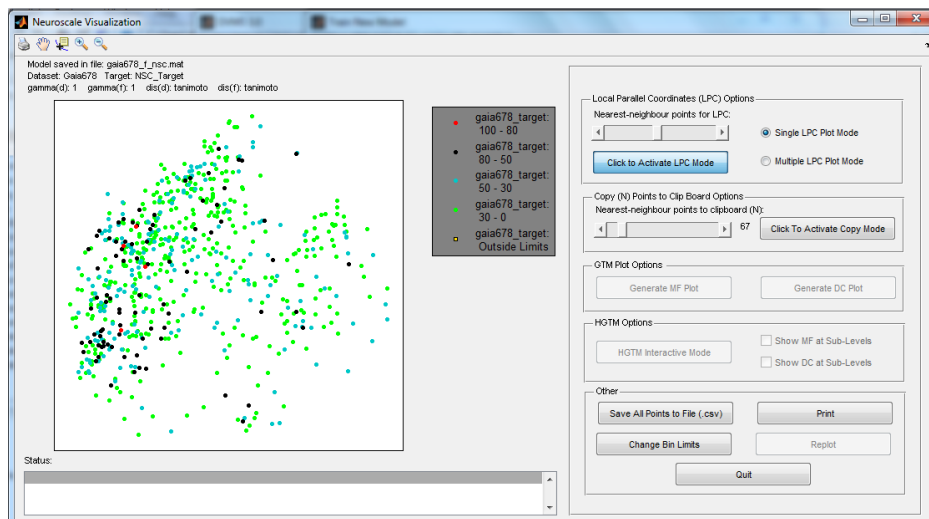 Neuroscale Visualization
Train New Model
Model saved in file: gaia678_f_nsc.mat
Dataset: Gaia678 Target: NSC_Target
gamma(d): 1 gamma(f): 1 dis(d): tanimoto dis(f): tanimoto
gaia678_target:
100 - 80
gaia678_target:
80 - 50
gaia678_target:
50 - 30
gaia678_target:
30 - 0
gaia678_target:
Outside Limits
Status:
Local Parallel Coordinates (LPC) Options
Nearest-neighbour points for LPC:
Single LPC Plot Mode
Click to Activate LPC Mode
Multiple LPC Plot Mode
Copy (N) Points to Clip Board Options
Nearest-neighbour points to clipboard (N):
67
Click To Activate Copy Mode
GTM Plot Options
Generate MF Plot
Generate DC Plot
HGTM Options
HGTM Interactive Mode
Show MF at Sub-Levels
Show DC at Sub-Levels
Other
Save All Points to File (.csv)
Print
Change Bin Limits
Replot
Quit